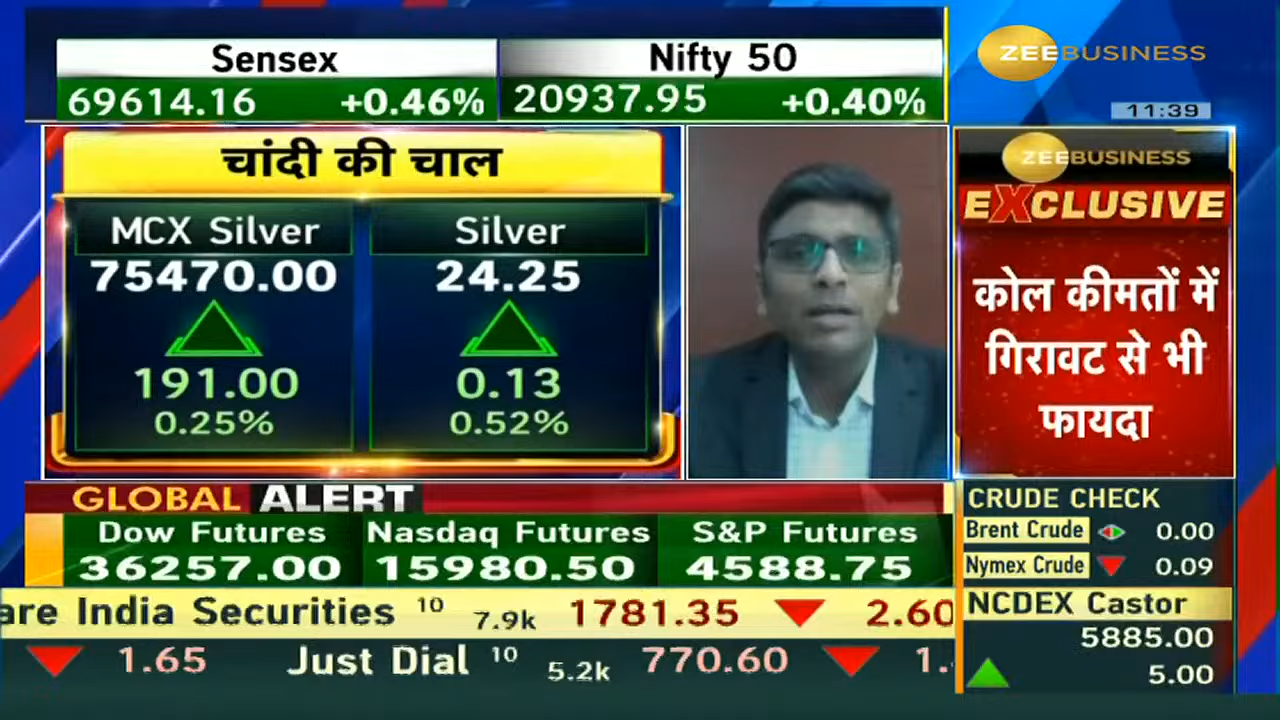 Sensex
69614.16 +0.46%
Nifty 50
20937.95 +0.40%
ZEEBUSINESS
11:39
चांदी की चाल
MCX Silver
75470.00
191.00
0.25%
Silver
24.25
0.13
0.52%
ZEEBUSINESS
EXCLUSIVE
कोल कीमतों में
गिरावट से भी
फायदा
GLOBAL ALERT
Dow Futures
36257.00
Nasdaq Futures
15980.50
S&P Futures
4588.75
CRUDE CHECK
Brent Crude 0.00
Nymex Crude 0.09
NCDEX Castor
5885.00
5.00
are India Securities 10 7.9k 1781.35 2.60
1.65 Just Dial 10 5.2k 770.60 1.